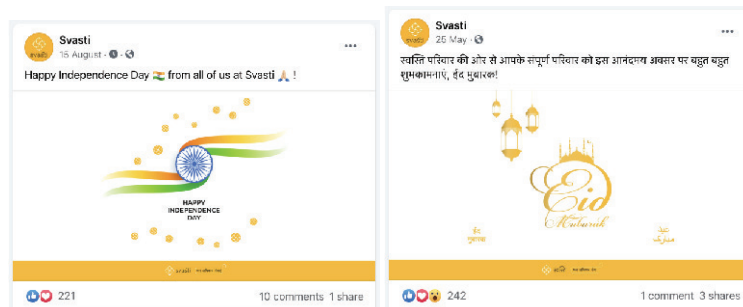 Svasti
15 August
Happy Independence Day from all of us at Svasti !
HAPPY
INDEPENDENCE
DAY
svasti
221
10 comments 1 share
Svasti
25 May
स्वस्ति परिवार की ओर से आपके संपूर्ण परिवार को इस आनंदमय अवसर पर बहुत बहुत
शुभकामनाएं, ईद मुबारक!
Eid
Mubarak
ईद
मुबारक
عيد
مبارك
242
1 comment 3 shares